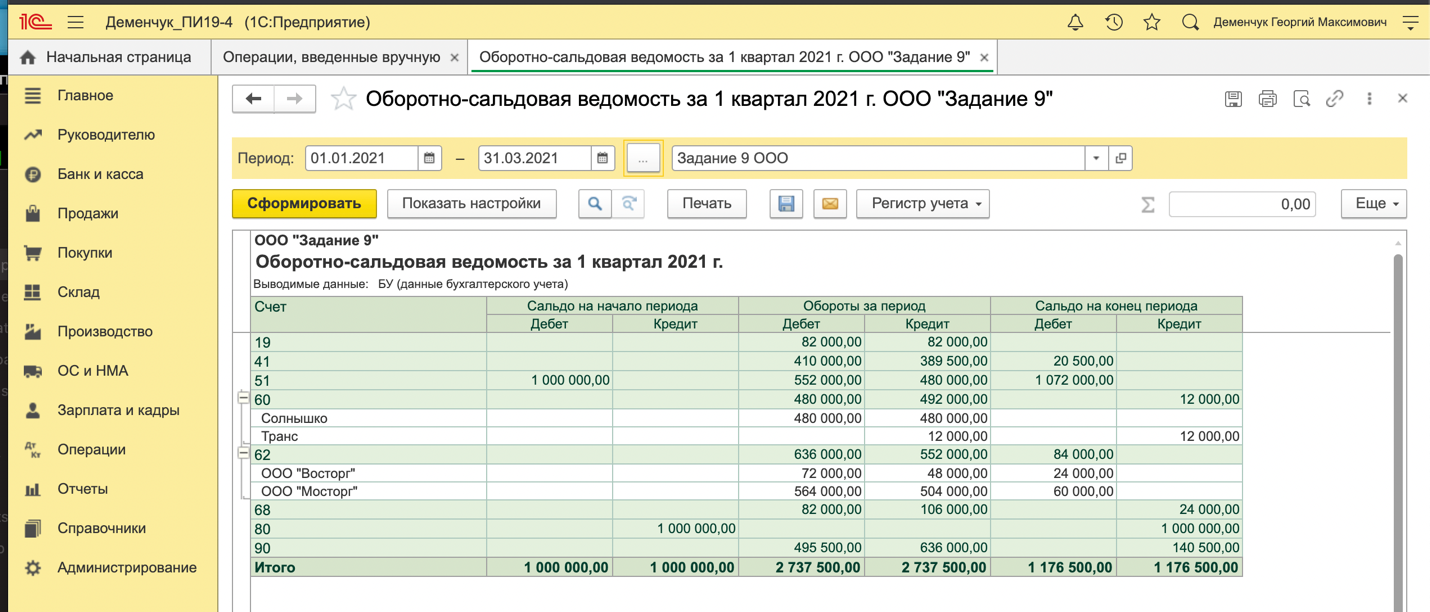 1С Деменчук_ПИ19-4 (1С:Предприятие) Деменчук Георгий Максимович
Начальная страница Операции, введенные вручную × Оборотно-сальдовая ведомость за 1 квартал 2021 г. ООО "Задание 9" ×
Главное
Руководителю
Банк и касса
Продажи
Покупки
Склад
Производство
ОС и НМА
Зарплата и кадры
Дт Кт Операции
Отчеты
Справочники
Администрирование
Оборотно-сальдовая ведомость за 1 квартал 2021 г. ООО "Задание 9"
Период: 01.01.2021 – 31.03.2021 ... Задание 9 ООО
Сформировать Показать настройки Печать Регистр учета Σ 0,00 Еще
ООО "Задание 9"
Оборотно-сальдовая ведомость за 1 квартал 2021 г.
Выводимые данные: БУ (данные бухгалтерского учета)
Счет Сальдо на начало периода Обороты за период Сальдо на конец периода
Дебет Кредит Дебет Кредит Дебет Кредит
19 82 000,00 82 000,00
41 410 000,00 389 500,00 20 500,00
51 1 000 000,00 552 000,00 480 000,00 1 072 000,00
60 480 000,00 492 000,00 12 000,00
Солнышко 480 000,00 480 000,00
Транс 12 000,00 12 000,00
62 636 000,00 552 000,00 84 000,00
ООО "Восторг" 72 000,00 48 000,00 24 000,00
ООО "Мосторг" 564 000,00 504 000,00 60 000,00
68 82 000,00 106 000,00 24 000,00
80 1 000 000,00 1 000 000,00
90 495 500,00 636 000,00 140 500,00
Итого 1 000 000,00 1 000 000,00 2 737 500,00 2 737 500,00 1 176 500,00 1 176 500,00